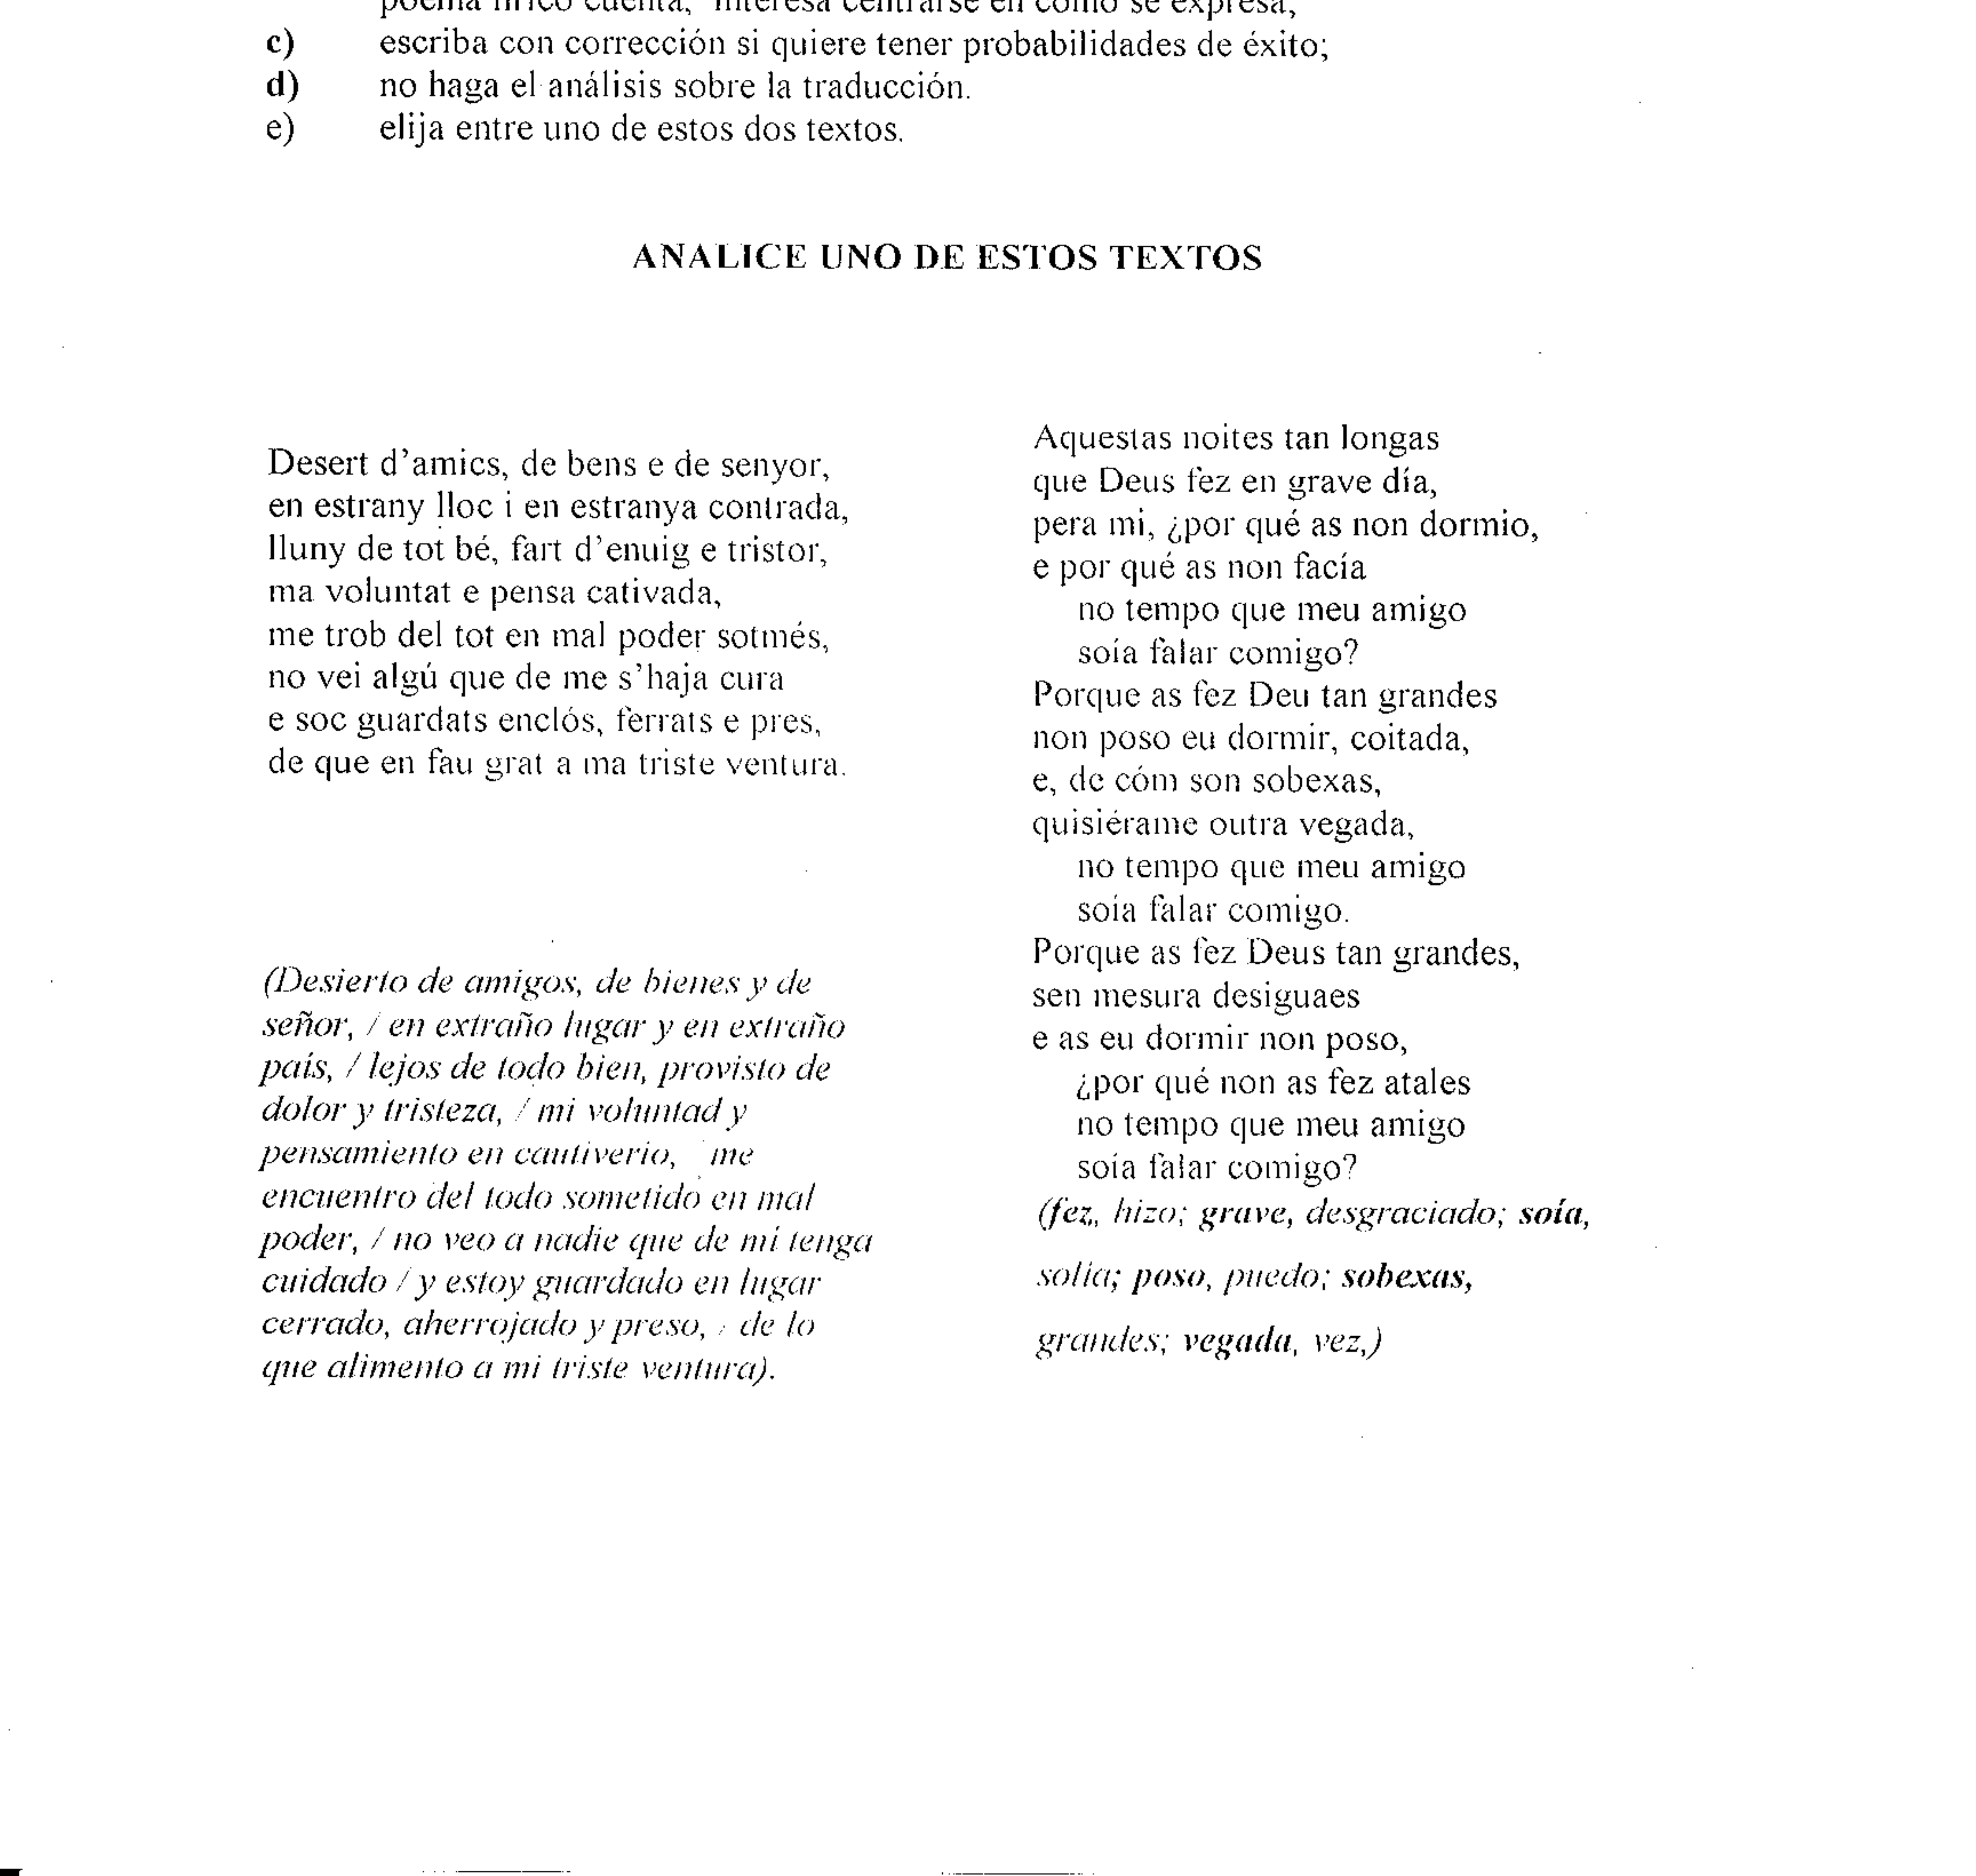 poema lírico cuenta, interesa centrarse en cómo se expresa;
c) escriba con corrección si quiere tener probabilidades de éxito;
d) no haga el análisis sobre la traducción.
e) elija entre uno de estos dos textos.
ANALICE UNO DE ESTOS TEXTOS
Desert d'amics, de bens e de senyor,
en estrany lloc i en estranya contrada,
lluny de tot bé, fart d'enuig e tristor,
ma voluntat e pensa cativada,
me trob del tot en mal poder sotmés,
no vei algú que de me s'haja cura
e soc guardats enclós, ferrats e pres,
de que en fau grat a ma triste ventura.
(Desierto de amigos, de bienes y de
señor, / en extraño lugar y en extraño
país, / lejos de todo bien, provisto de
dolor y tristeza, / mi voluntad y
pensamiento en cautiverio, me
encuentro del todo sometido en mal
poder, / no veo a nadie que de mí tenga
cuidado / y estoy guardado en lugar
cerrado, aherrojado y preso, / de lo
que alimento a mi triste ventura).
Aquestas noites tan longas
que Deus fez en grave día,
pera mi, ¿por qué as non dormio,
e por qué as non facía
no tempo que meu amigo
soía falar comigo?
Porque as fez Deu tan grandes
non poso eu dormir, coitada,
e, de cóm son sobexas,
quisiérame outra vegada,
no tempo que meu amigo
soía falar comigo.
Porque as fez Deus tan grandes,
sen mesura desiguaes
e as eu dormir non poso,
¿por qué non as fez atales
no tempo que meu amigo
soía falar comigo?
(fez, hizo; grave, desgraciado; soía,
solía; poso, puedo; sobexas,
grandes; vegada, vez,)